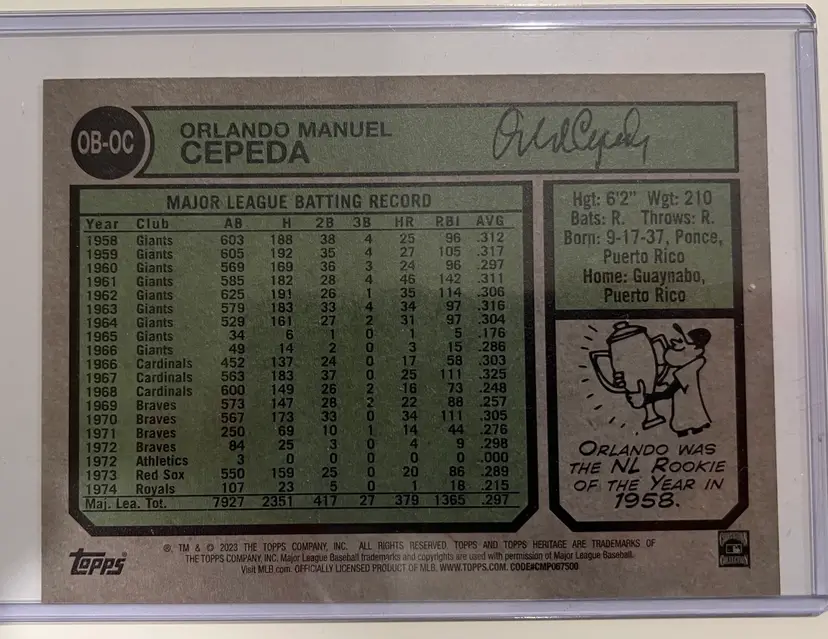 OB-OC
ORLANDO MANUEL
CEPEDA
Orlando Cepeda
MAJOR LEAGUE BATTING RECORD
Year Club AB H 2B 3B HR RBI AVG
1958 Giants 603 188 38 4 25 96 .312
1959 Giants 605 192 35 4 27 105 .317
1960 Giants 569 169 36 3 24 96 .297
1961 Giants 585 182 28 4 46 142 .311
1962 Giants 625 191 26 1 35 114 .306
1963 Giants 579 183 33 4 34 97 .316
1964 Giants 529 161 27 2 31 97 .304
1965 Giants 34 6 1 0 1 5 .176
1966 Giants 49 14 2 0 3 15 .286
1966 Cardinals 452 137 24 0 17 58 .303
1967 Cardinals 563 183 37 0 25 111 .325
1968 Cardinals 600 149 26 2 16 73 .248
1969 Braves 573 147 28 2 22 88 .257
1970 Braves 567 173 33 0 34 111 .305
1971 Braves 250 69 10 1 14 44 .276
1972 Braves 84 25 3 0 4 9 .298
1972 Athletics 3 0 0 0 0 0 .000
1973 Red Sox 550 159 25 0 20 86 .289
1974 Royals 107 23 5 0 1 18 .215
Maj. Lea. Tot. 7927 2351 417 27 379 1365 .297
Hgt: 6'2" Wgt: 210
Bats: R. Throws: R.
Born: 9-17-37, Ponce,
Puerto Rico
Home: Guaynabo,
Puerto Rico
ORLANDO WAS
THE NL ROOKIE
OF THE YEAR IN
1958.
Topps
®, TM & © 2023 THE TOPPS COMPANY, INC. ALL RIGHTS RESERVED. TOPPS AND TOPPS HERITAGE ARE TRADEMARKS OF
THE TOPPS COMPANY, INC. Major League Baseball trademarks and copyrights are used with permission of Major League Baseball.
Visit MLB.com. OFFICIALLY LICENSED PRODUCT OF MLB. WWW.TOPPS.COM. CODE#CMP067500